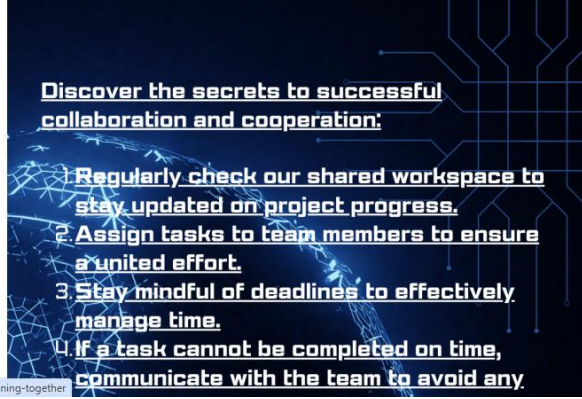 Discover the secrets to successful
collaboration and cooperation:
1. Regularly check our shared workspace to
stay updated on project progress.
2. Assign tasks to team members to ensure
a united effort.
3. Stay mindful of deadlines to effectively
manage time.
4. If a task cannot be completed on time,
communicate with the team to avoid any
ning-together